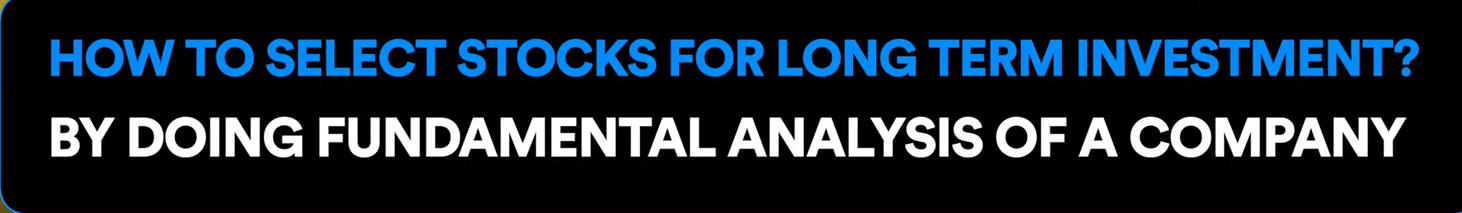 HOW TO SELECT STOCKS FOR LONG TERM INVESTMENT?
BY DOING FUNDAMENTAL ANALYSIS OF A COMPANY